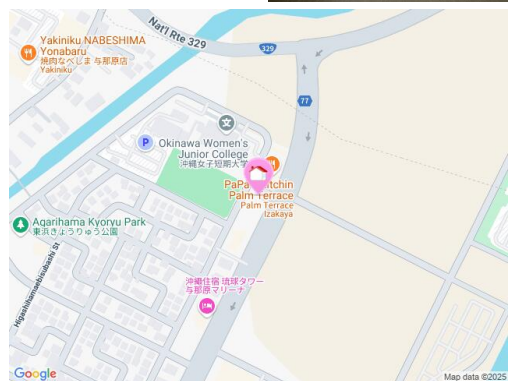 Yakiniku NABESHIMA
Yonabaru
焼肉なべしま 与那原店
Yakiniku
Nat'l Rte 329
329
77
Okinawa Women's
Junior College
沖縄女子短期大学
P
PaPa Kitchin
Palm Terrace
Palm Terrace
Izakaya
Agarihama Kyoryu Park
東浜きょうりゅう公園
Higashihamaebisubashi St
沖縄住宿 琉球タワー
与那原マリーナ
Google
Map data ©2025